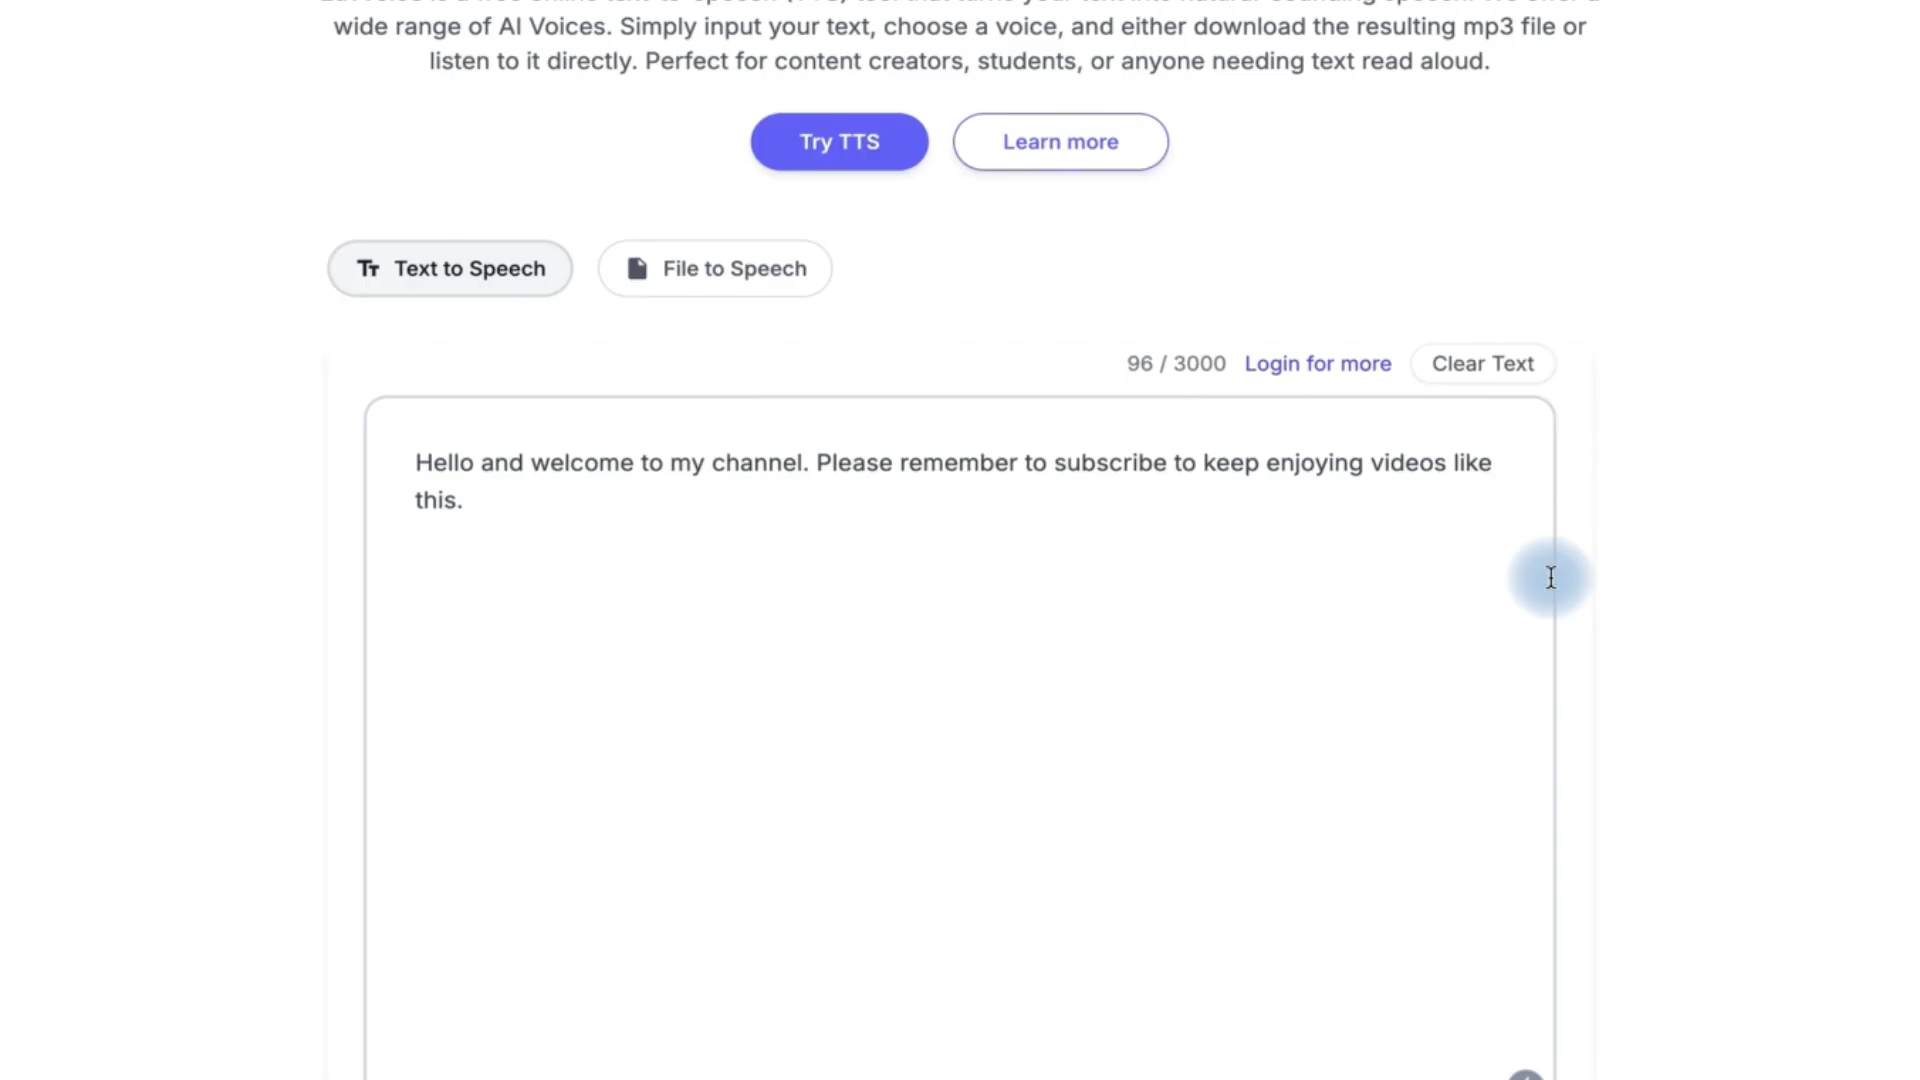 wide range of AI Voices. Simply input your text, choose a voice, and either download the resulting mp3 file or
listen to it directly. Perfect for content creators, students, or anyone needing text read aloud.
Try TTS
Learn more
Text to Speech
File to Speech
96 / 3000
Login for more
Clear Text
Hello and welcome to my channel. Please remember to subscribe to keep enjoying videos like
this.